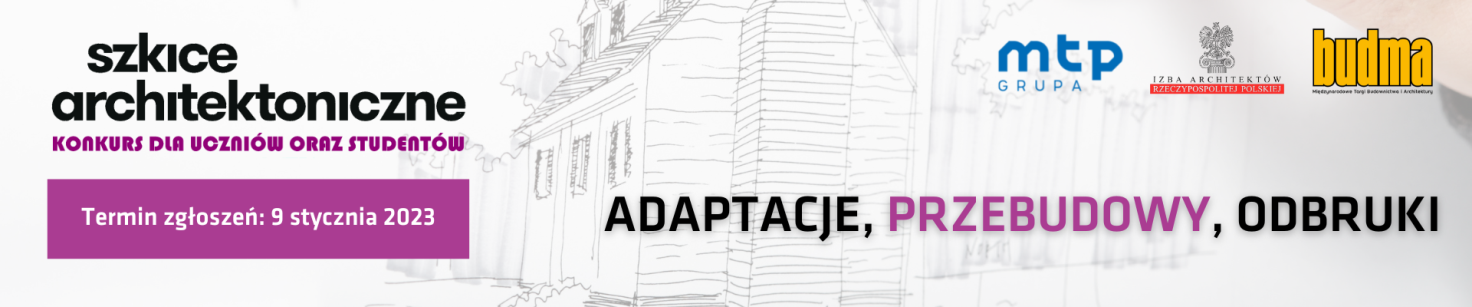 szkice
architektoniczne
KONKURS DLA UCZNIÓW ORAZ STUDENTÓW
Termin zgłoszeń: 9 stycznia 2023
mtp
GRUPA
IZBA ARCHITEKTÓW
RZECZYPOSPOLITEJ POLSKIEJ
budma
Międzynarodowe Targi Budownictwa i Architektury
ADAPTACJE, PRZEBUDOWY, ODBRUKI